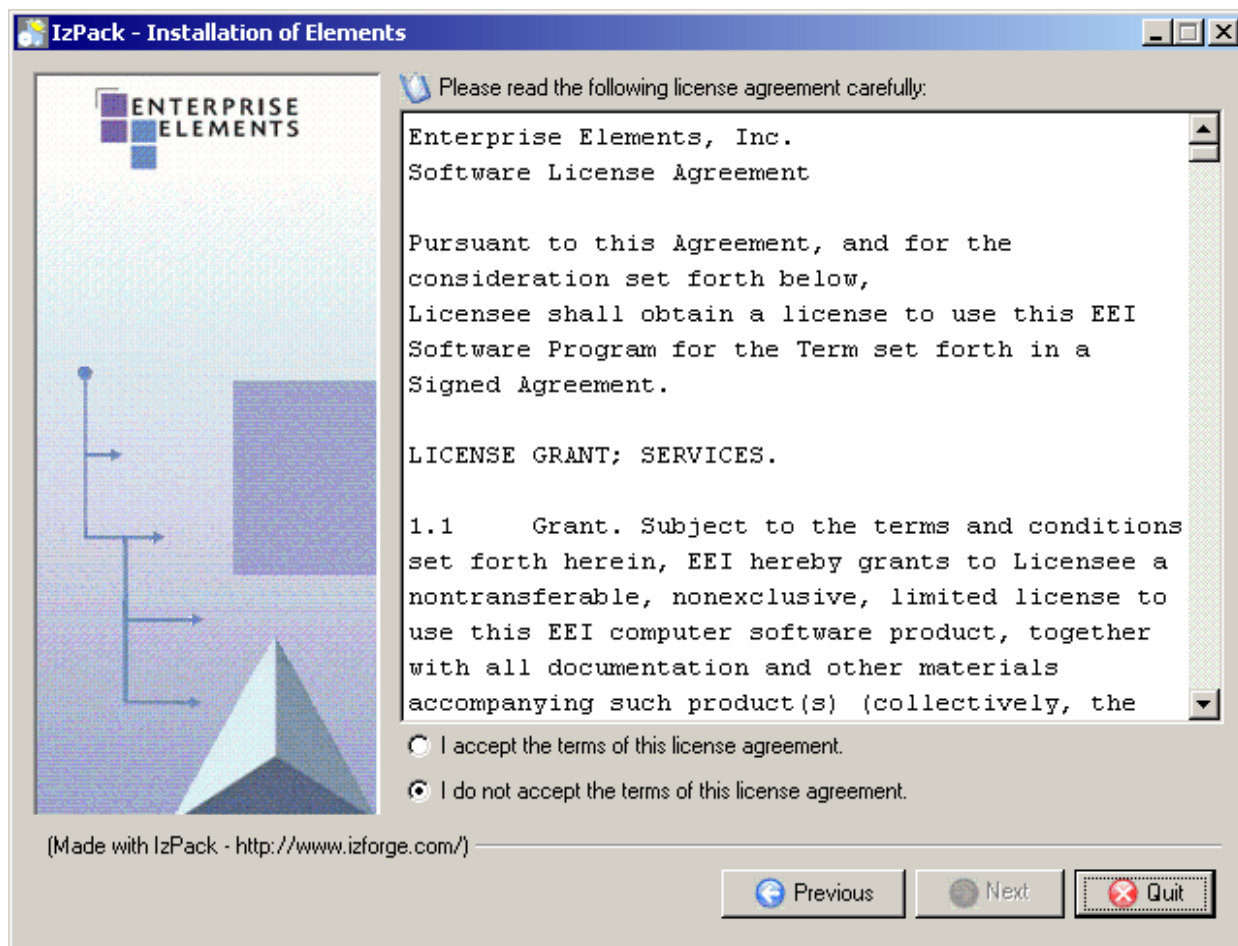 IzPack - Installation of Elements
ENTERPRISE
ELEMENTS
Please read the following license agreement carefully:
Enterprise Elements, Inc.
Software License Agreement
Pursuant to this Agreement, and for the
consideration set forth below,
Licensee shall obtain a license to use this EEI
Software Program for the Term set forth in a
Signed Agreement.
LICENSE GRANT; SERVICES.
1.1     Grant. Subject to the terms and conditions
set forth herein, EEI hereby grants to Licensee a
nontransferable, nonexclusive, limited license to
use this EEI computer software product, together
with all documentation and other materials
accompanying such product(s) (collectively, the
I accept the terms of this license agreement.
I do not accept the terms of this license agreement.
(Made with IzPack - http://www.izforge.com/)
Previous
Next
Quit